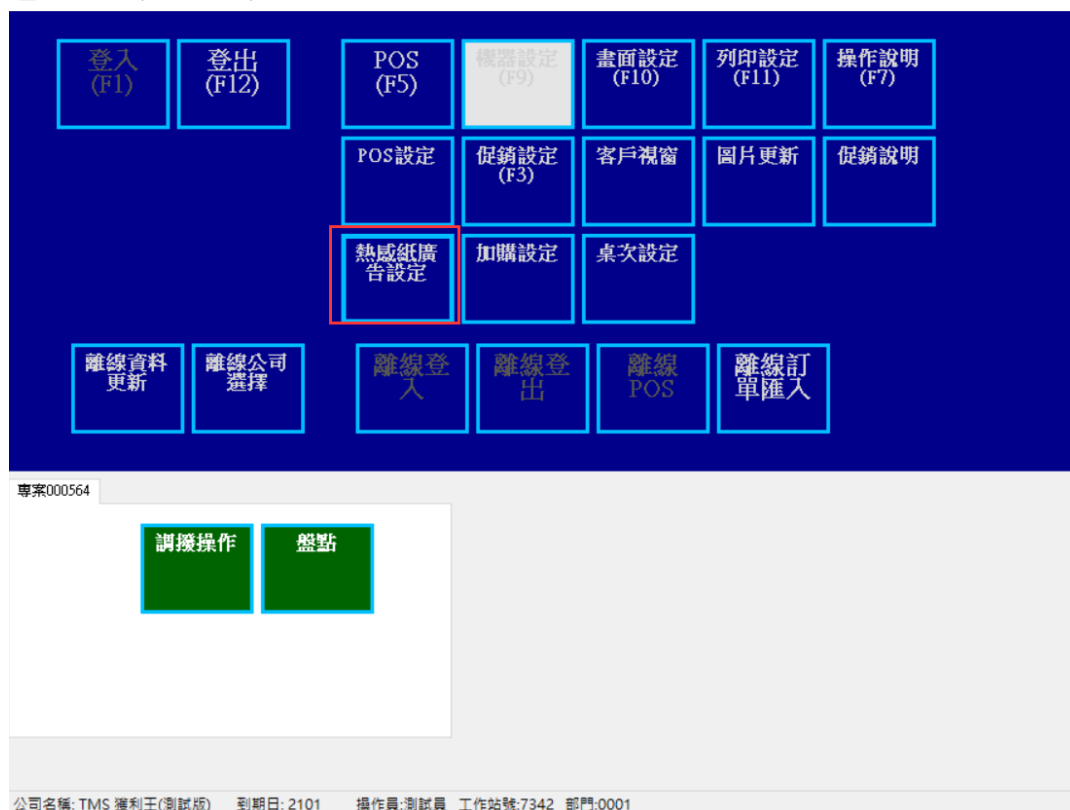 登入
(F1)
登出
(F12)
POS
(F5)
機器設定
(F9)
畫面設定
(F10)
列印設定
(F11)
操作說明
(F7)
POS設定
促銷設定
(F3)
客戶視窗
圖片更新
促銷說明
熱感紙廣
告設定
加購設定
桌次設定
離線資料
更新
離線公司
選擇
離線登
入
離線登
出
離線
POS
離線訂
單匯入
專案000564
調撥操作
盤點
公司名稱: TMS 獲利王(測試版) 到期日: 2101 操作員:測試員 工作站號:7342 部門:0001